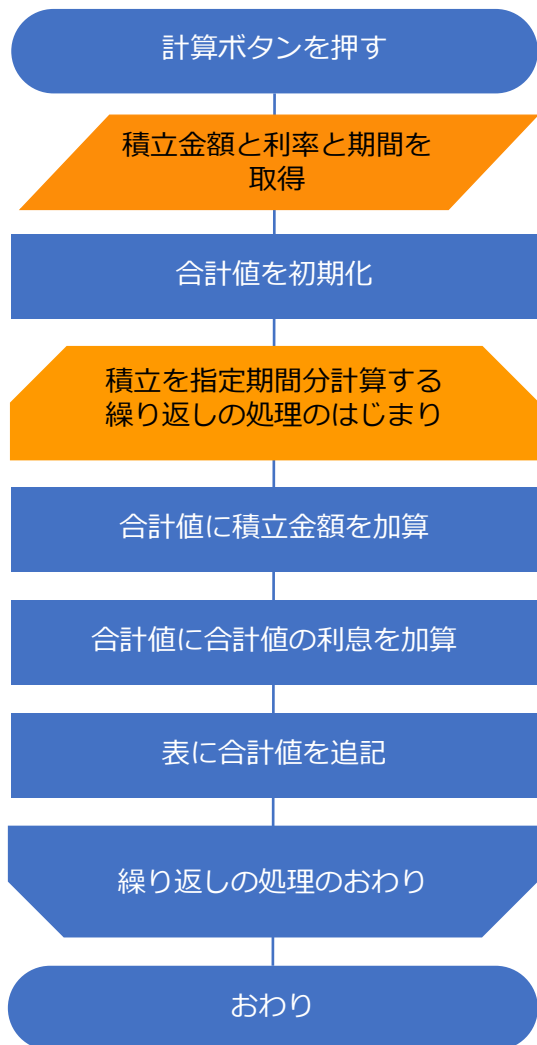 計算ボタンを押す
積立金額と利率と期間を
取得
合計値を初期化
積立を指定期間分計算する
繰り返しの処理のはじまり
合計値に積立金額を加算
合計値に合計値の利息を加算
表に合計値を追記
繰り返しの処理のおわり
おわり